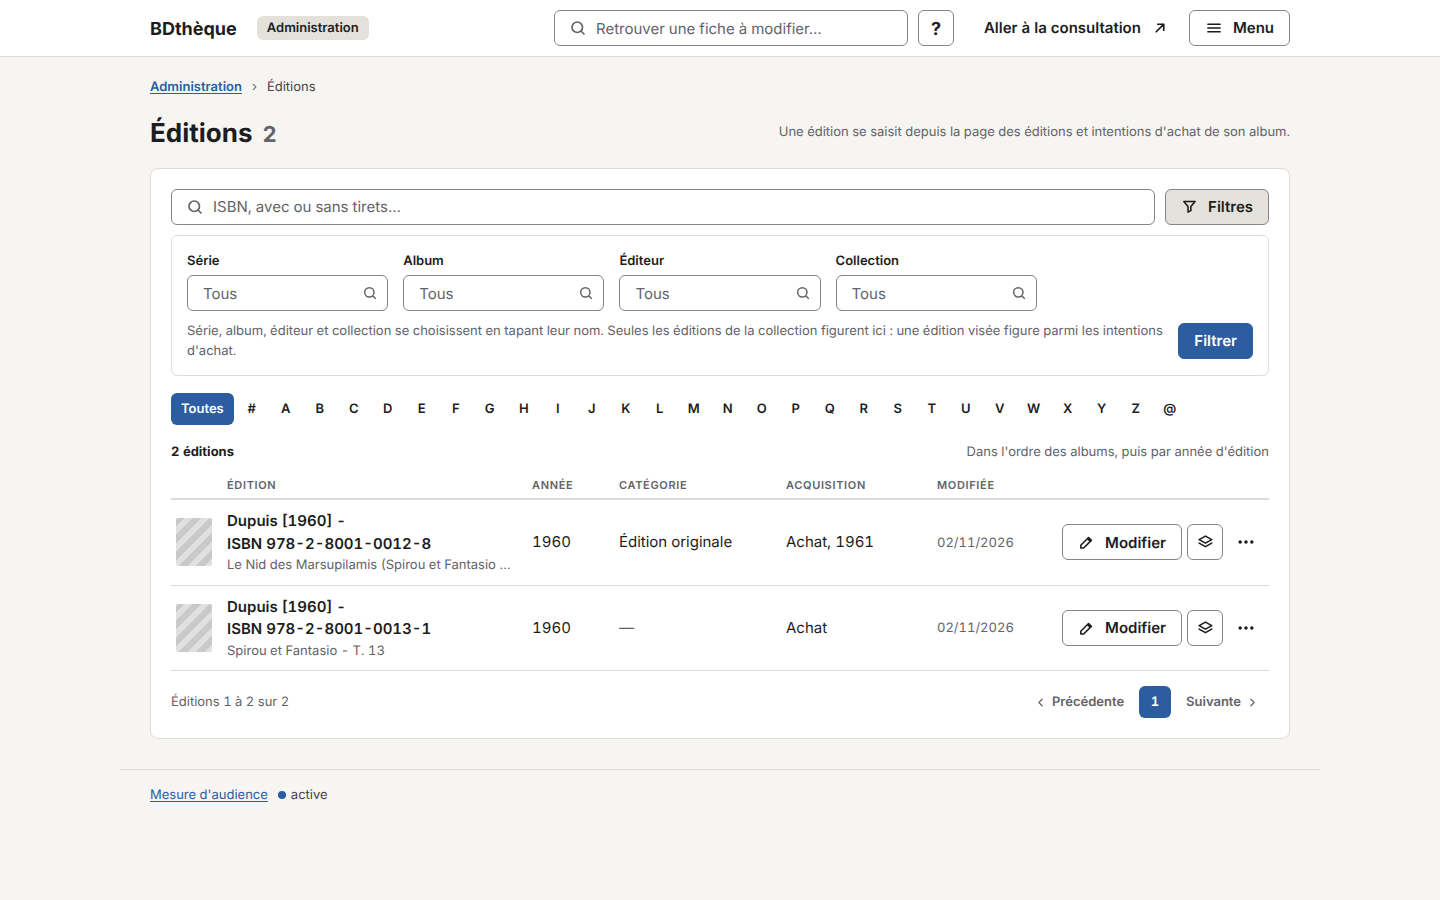 BDthèque
Administration
Retrouver une fiche à modifier...
?
Aller à la consultation
Menu
Administration › Éditions
Éditions 2
Une édition se saisit depuis la page des éditions et intentions d'achat de son album.
ISBN, avec ou sans tirets...
Filtres
Série
Album
Éditeur
Collection
Tous
Tous
Tous
Tous
Série, album, éditeur et collection se choisissent en tapant leur nom. Seules les éditions de la collection figurent ici : une édition visée figure parmi les intentions
d'achat.
Filtrer
Toutes # A B C D E F G H I J K L M N O P Q R S T U V W X Y Z @
2 éditions
Dans l'ordre des albums, puis par année d'édition
ÉDITION ANNÉE CATÉGORIE ACQUISITION MODIFIÉE
Dupuis [1960] -
ISBN 978-2-8001-0012-8
Le Nid des Marsupilamis (Spirou et Fantasio ...
1960
Édition originale
Achat, 1961
02/11/2026
Modifier
Dupuis [1960] -
ISBN 978-2-8001-0013-1
Spirou et Fantasio - T. 13
1960
—
Achat
02/11/2026
Modifier
Éditions 1 à 2 sur 2
‹ Précédente 1 Suivante ›
Mesure d'audience
active